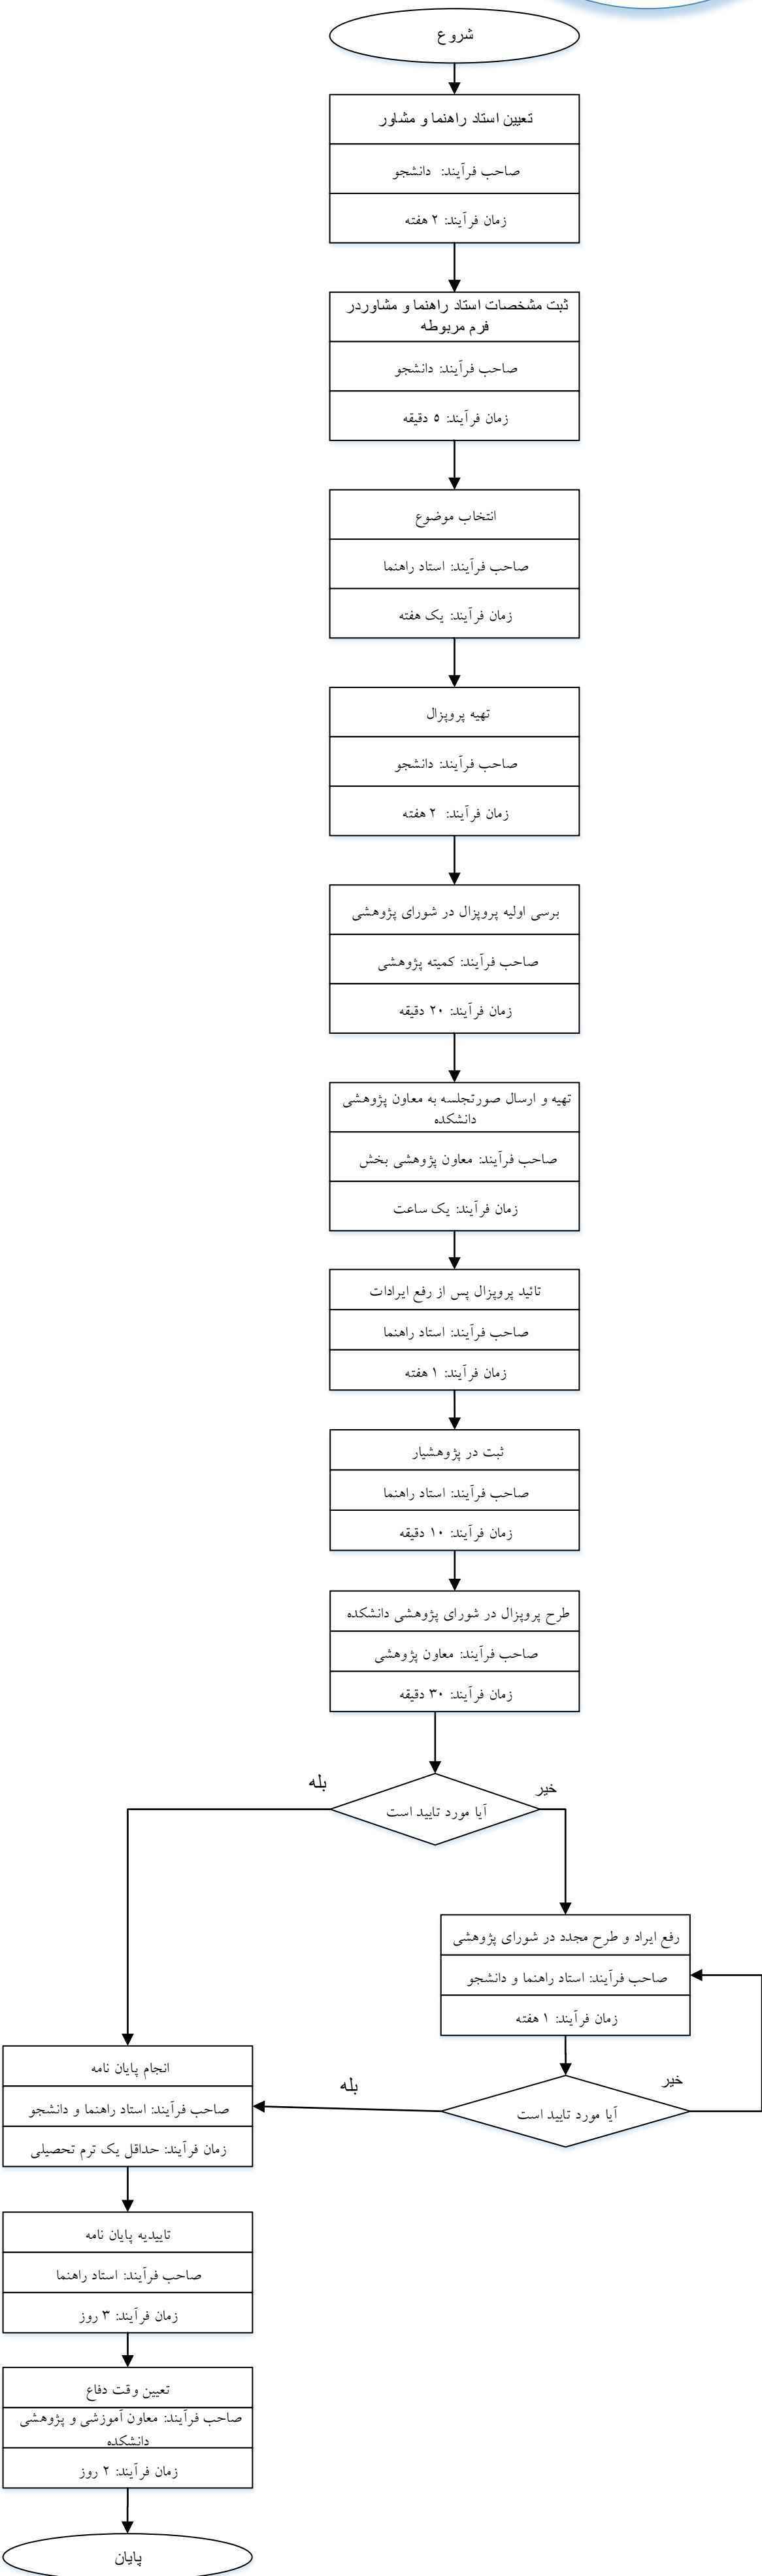 شروع
تعیین استاد راهنما و مشاور
صاحب فرآیند: دانشجو
زمان فرآیند: ۲ هفته
ثبت مشخصات استاد راهنما و مشاوردر
فرم مربوطه
صاحب فرآیند: دانشجو
زمان فرآیند: ۵ دقیقه
انتخاب موضوع
صاحب فرآیند: استاد راهنما
زمان فرآیند: یک هفته
تهیه پروپزال
صاحب فرآیند: دانشجو
زمان فرآیند: ۲ هفته
برسی اولیه پروپزال در شورای پژوهشی
صاحب فرآیند: کمیته پژوهشی
زمان فرآیند: ۲۰ دقیقه
تهیه و ارسال صورتجلسه به معاون پژوهشی
دانشکده
صاحب فرآیند: معاون پژوهشی بخش
زمان فرآیند: یک ساعت
تائید پروپزال پس از رفع ایرادات
صاحب فرآیند: استاد راهنما
زمان فرآیند: ۱ هفته
ثبت در پژوهشیار
صاحب فرآیند: استاد راهنما
زمان فرآیند: ۱۰ دقیقه
طرح پروپزال در شورای پژوهشی دانشکده
صاحب فرآیند: معاون پژوهشی
زمان فرآیند: ۳۰ دقیقه
آیا مورد تایید است
خیر
بله
رفع ایراد و طرح مجدد در شورای پژوهشی
صاحب فرآیند: استاد راهنما و دانشجو
زمان فرآیند: ۱ هفته
آیا مورد تایید است
خیر
بله
انجام پایان نامه
صاحب فرآیند: استاد راهنما و دانشجو
زمان فرآیند: حداقل یک ترم تحصیلی
تاییدیه پایان نامه
صاحب فرآیند: استاد راهنما
زمان فرآیند: ۳ روز
تعیین وقت دفاع
صاحب فرآیند: معاون آموزشی و پژوهشی
دانشکده
زمان فرآیند: ۲ روز
پایان